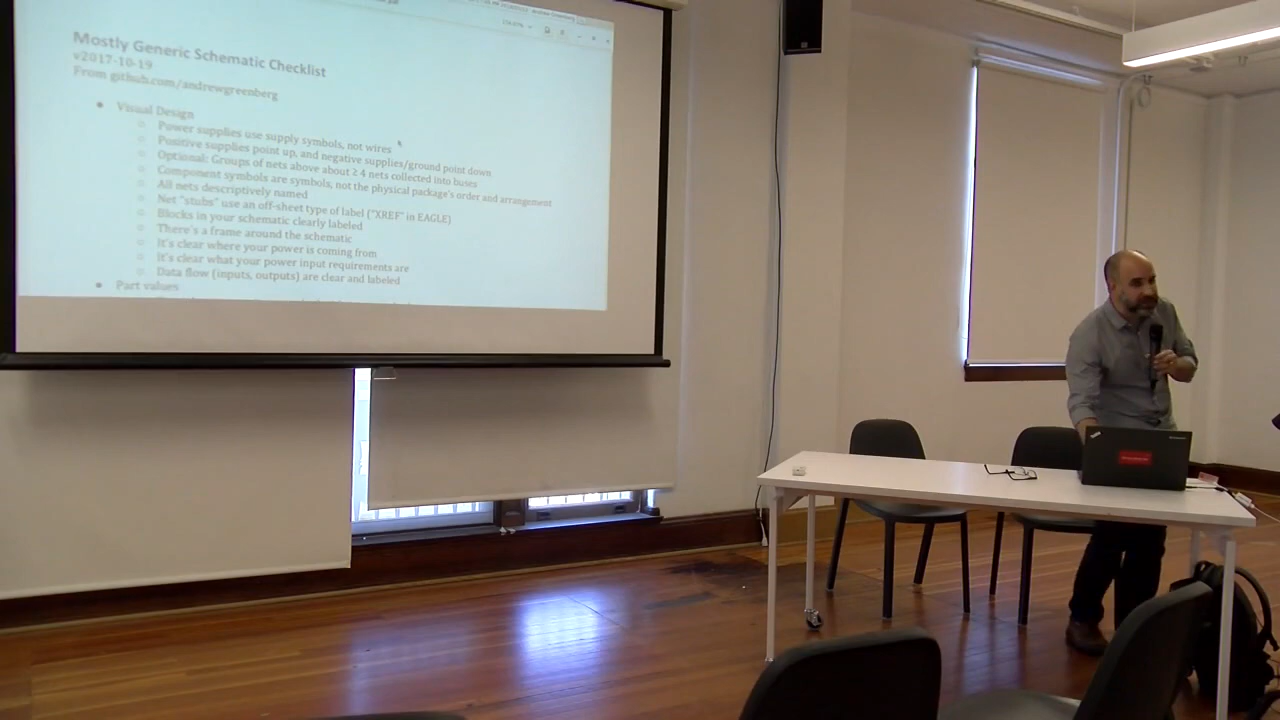 Mostly Generic Schematic Checklist
v2017-10-19
From github.com/andrewgreenberg
• Visual Design
○ Power supplies use supply symbols, not wires
○ Positive supplies point up, and negative supplies/ground point down
○ Optional: Groups of nets above about ≥ 4 nets collected into buses
○ Component symbols are symbols, not the physical package's order and arrangement
○ All nets descriptively named
○ Net "stubs" use an off-sheet type of label ("XREF" in EAGLE)
○ Blocks in your schematic clearly labeled
○ There's a frame around the schematic
○ It's clear where your power is coming from
○ It's clear what your power input requirements are
○ Data flow (inputs, outputs) are clear and labeled
• Part values